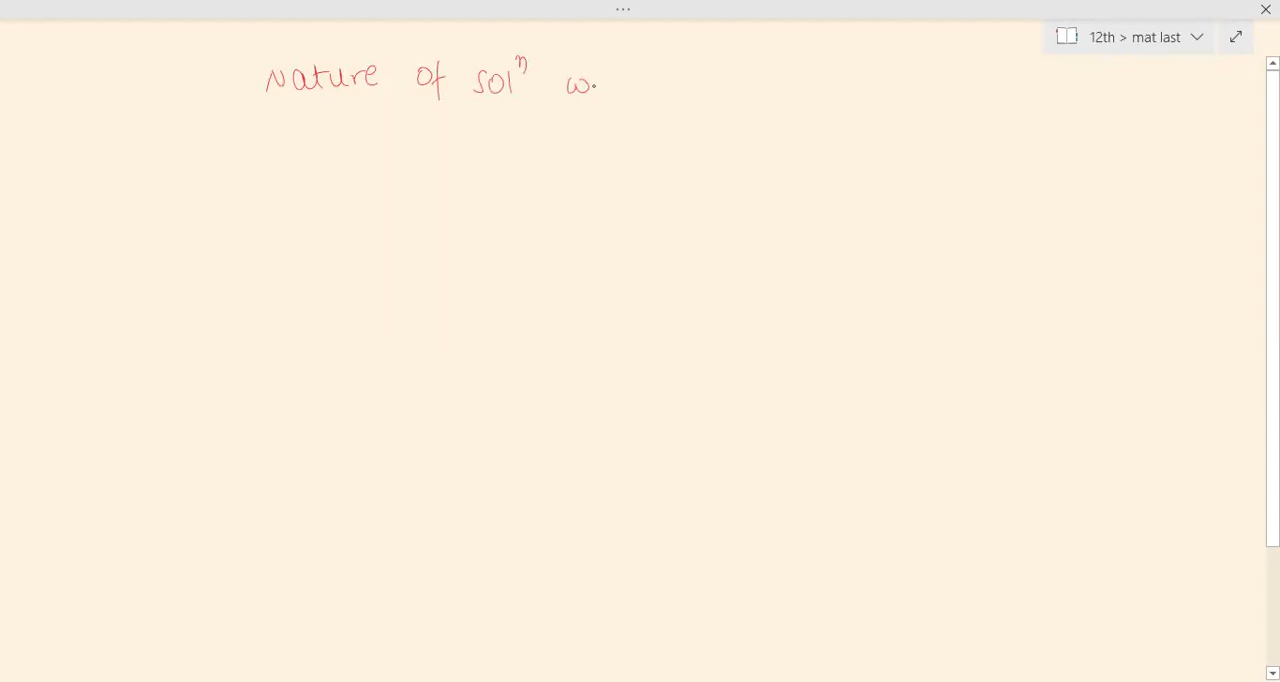 12th > mat last
Nature of solⁿ w.